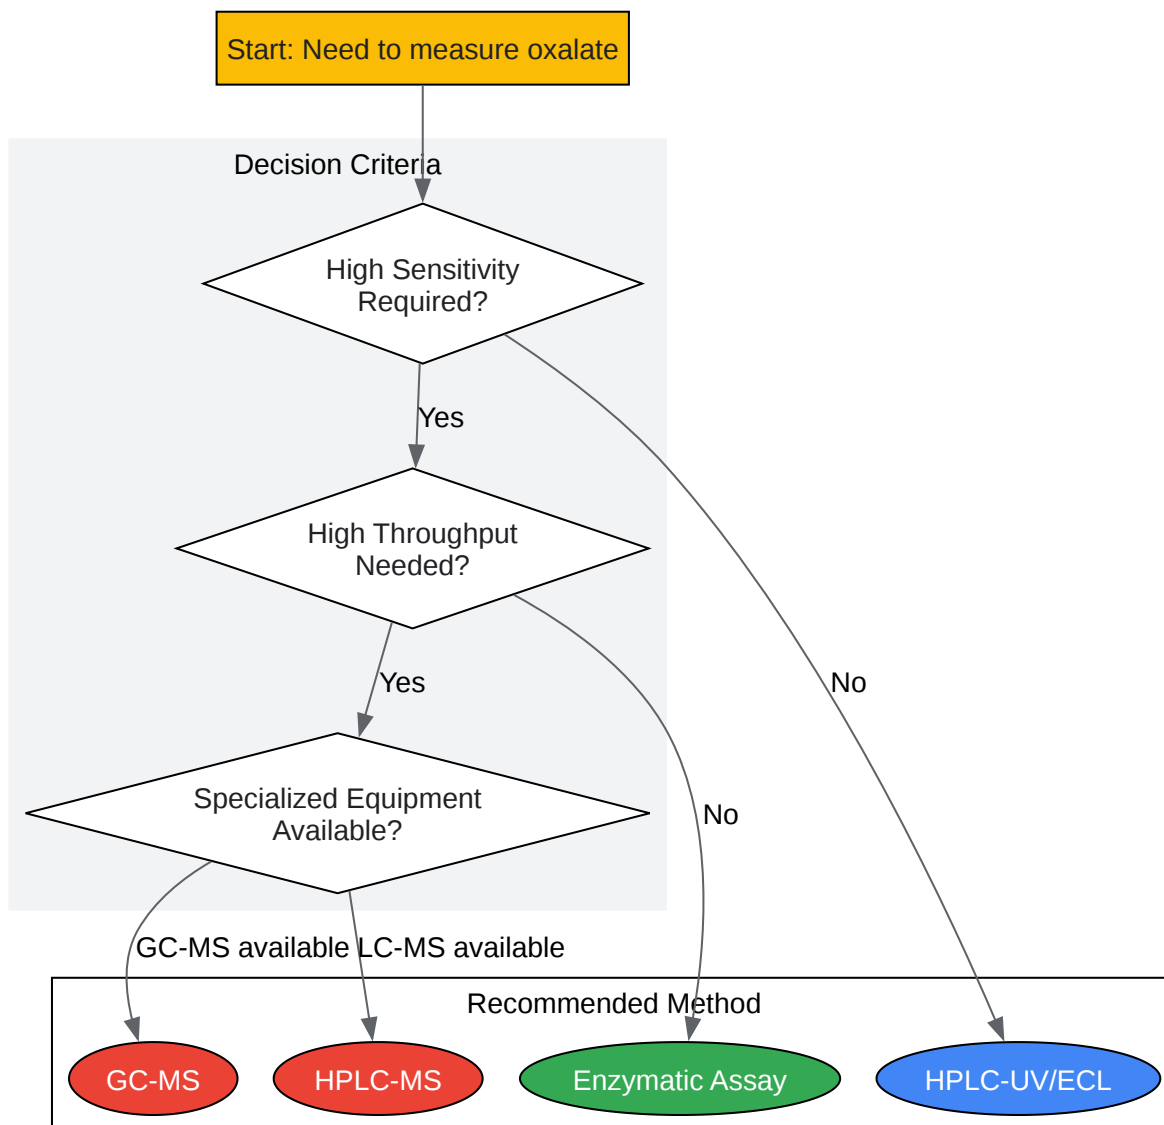 Start: Need to measure oxalate
Decision Criteria
High Sensitivity
Required?
Yes
High Throughput
Needed?
Yes
No
Specialized Equipment
Available?
No
GC-MS available
LC-MS available
Recommended Method
GC-MS
HPLC-MS
Enzymatic Assay
HPLC-UV/ECL